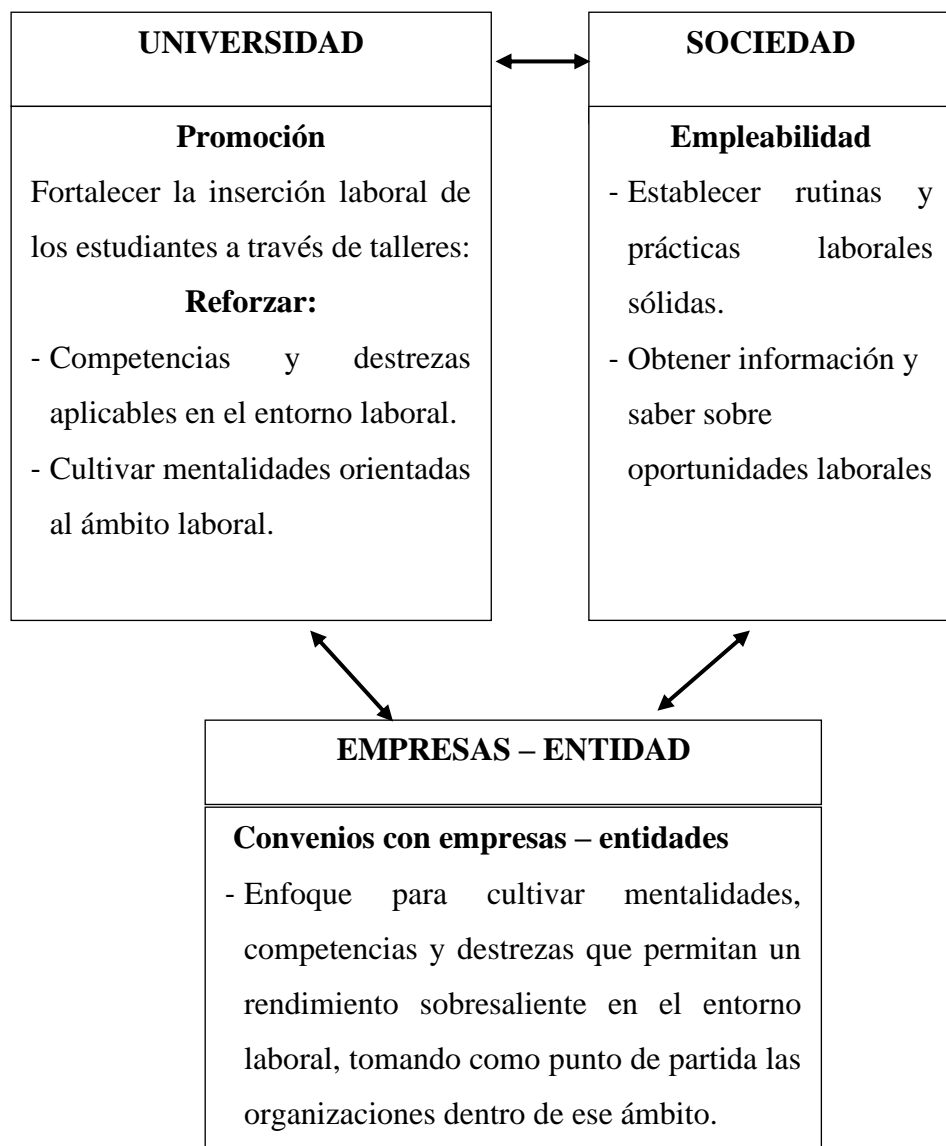 UNIVERSIDAD
Promoción
Fortalecer la inserción laboral de
los estudiantes a través de talleres:
Reforzar:
- Competencias y destrezas
aplicables en el entorno laboral.
- Cultivar mentalidades orientadas
al ámbito laboral.
SOCIEDAD
Empleabilidad
- Establecer rutinas y
prácticas laborales
sólidas.
- Obtener información y
saber sobre
oportunidades laborales
EMPRESAS – ENTIDAD
Convenios con empresas – entidades
- Enfoque para cultivar mentalidades,
competencias y destrezas que permitan un
rendimiento sobresaliente en el entorno
laboral, tomando como punto de partida las
organizaciones dentro de ese ámbito.